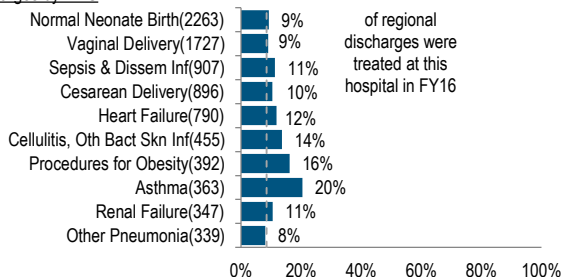 Normal Neonate Birth(2263) 9%
Vaginal Delivery(1727) 9%
Sepsis & Dissem Inf(907) 11%
Cesarean Delivery(896) 10%
Heart Failure(790) 12%
Cellulitis, Oth Bact Skn Inf(455) 14%
Procedures for Obesity(392) 16%
Asthma(363) 20%
Renal Failure(347) 11%
Other Pneumonia(339) 8%
of regional
discharges were
treated at this
hospital in FY16
0% 20% 40% 60% 80% 100%